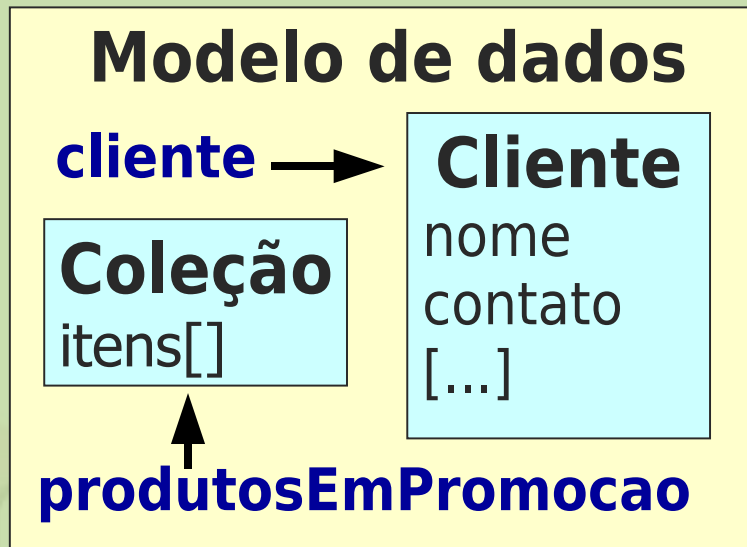 Modelo de dados
cliente
Cliente
nome
contato
[...]
Coleção
itens[]
produtosEmPromocao